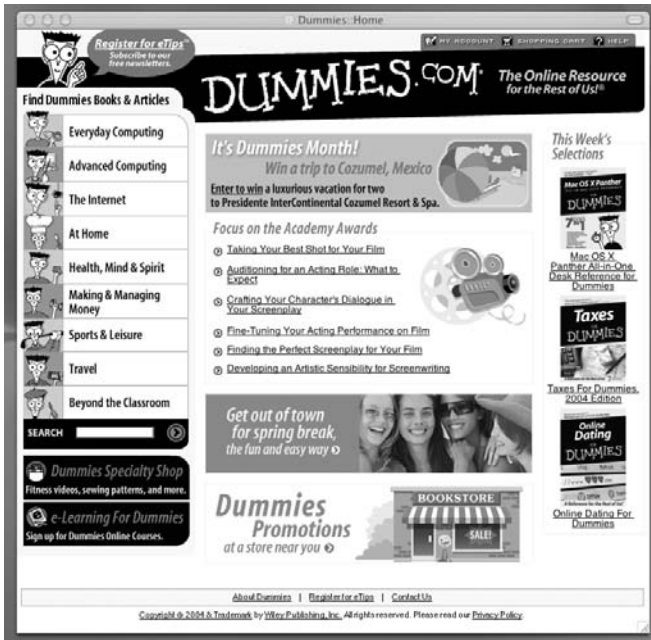 Dummies::Home
Register for eTips™
Subscribe to our
free newsletters.
MY ACCOUNT SHOPPING CART ? HELP
DUMMIES.COM®
The Online Resource
for the Rest of Us!®
Find Dummies Books & Articles
Everyday Computing
Advanced Computing
The Internet
At Home
Health, Mind & Spirit
Making & Managing
Money
Sports & Leisure
Travel
Beyond the Classroom
SEARCH
Dummies Specialty Shop
Fitness videos, sewing patterns, and more.
e-Learning For Dummies
Sign up for Dummies Online Courses.
It's Dummies Month!
Win a trip to Cozumel, Mexico
Enter to win a luxurious vacation for two
to Presidente InterContinental Cozumel Resort & Spa.
Focus on the Academy Awards
Taking Your Best Shot for Your Film
Auditioning for an Acting Role: What to
Expect
Crafting Your Character's Dialogue in
Your Screenplay
Fine-Tuning Your Acting Performance on Film
Finding the Perfect Screenplay for Your Film
Developing an Artistic Sensibility for Screenwriting
Get out of town
for spring break,
the fun and easy way
Dummies
Promotions
at a store near you
BOOKSTORE
SALE!
This Week's
Selections
Mac OS X Panther
DUMMIES
7 in 1
Mac OS X
Panther All-in-One
Desk Reference for
Dummies
Taxes
DUMMIES
Taxes For Dummies,
2004 Edition
Online
Dating
DUMMIES
Online Dating For
Dummies
About Dummies | Register for eTips | Contact Us
Copyright © 2004 & Trademark by Wiley Publishing, Inc. All rights reserved. Please read our Privacy Policy.